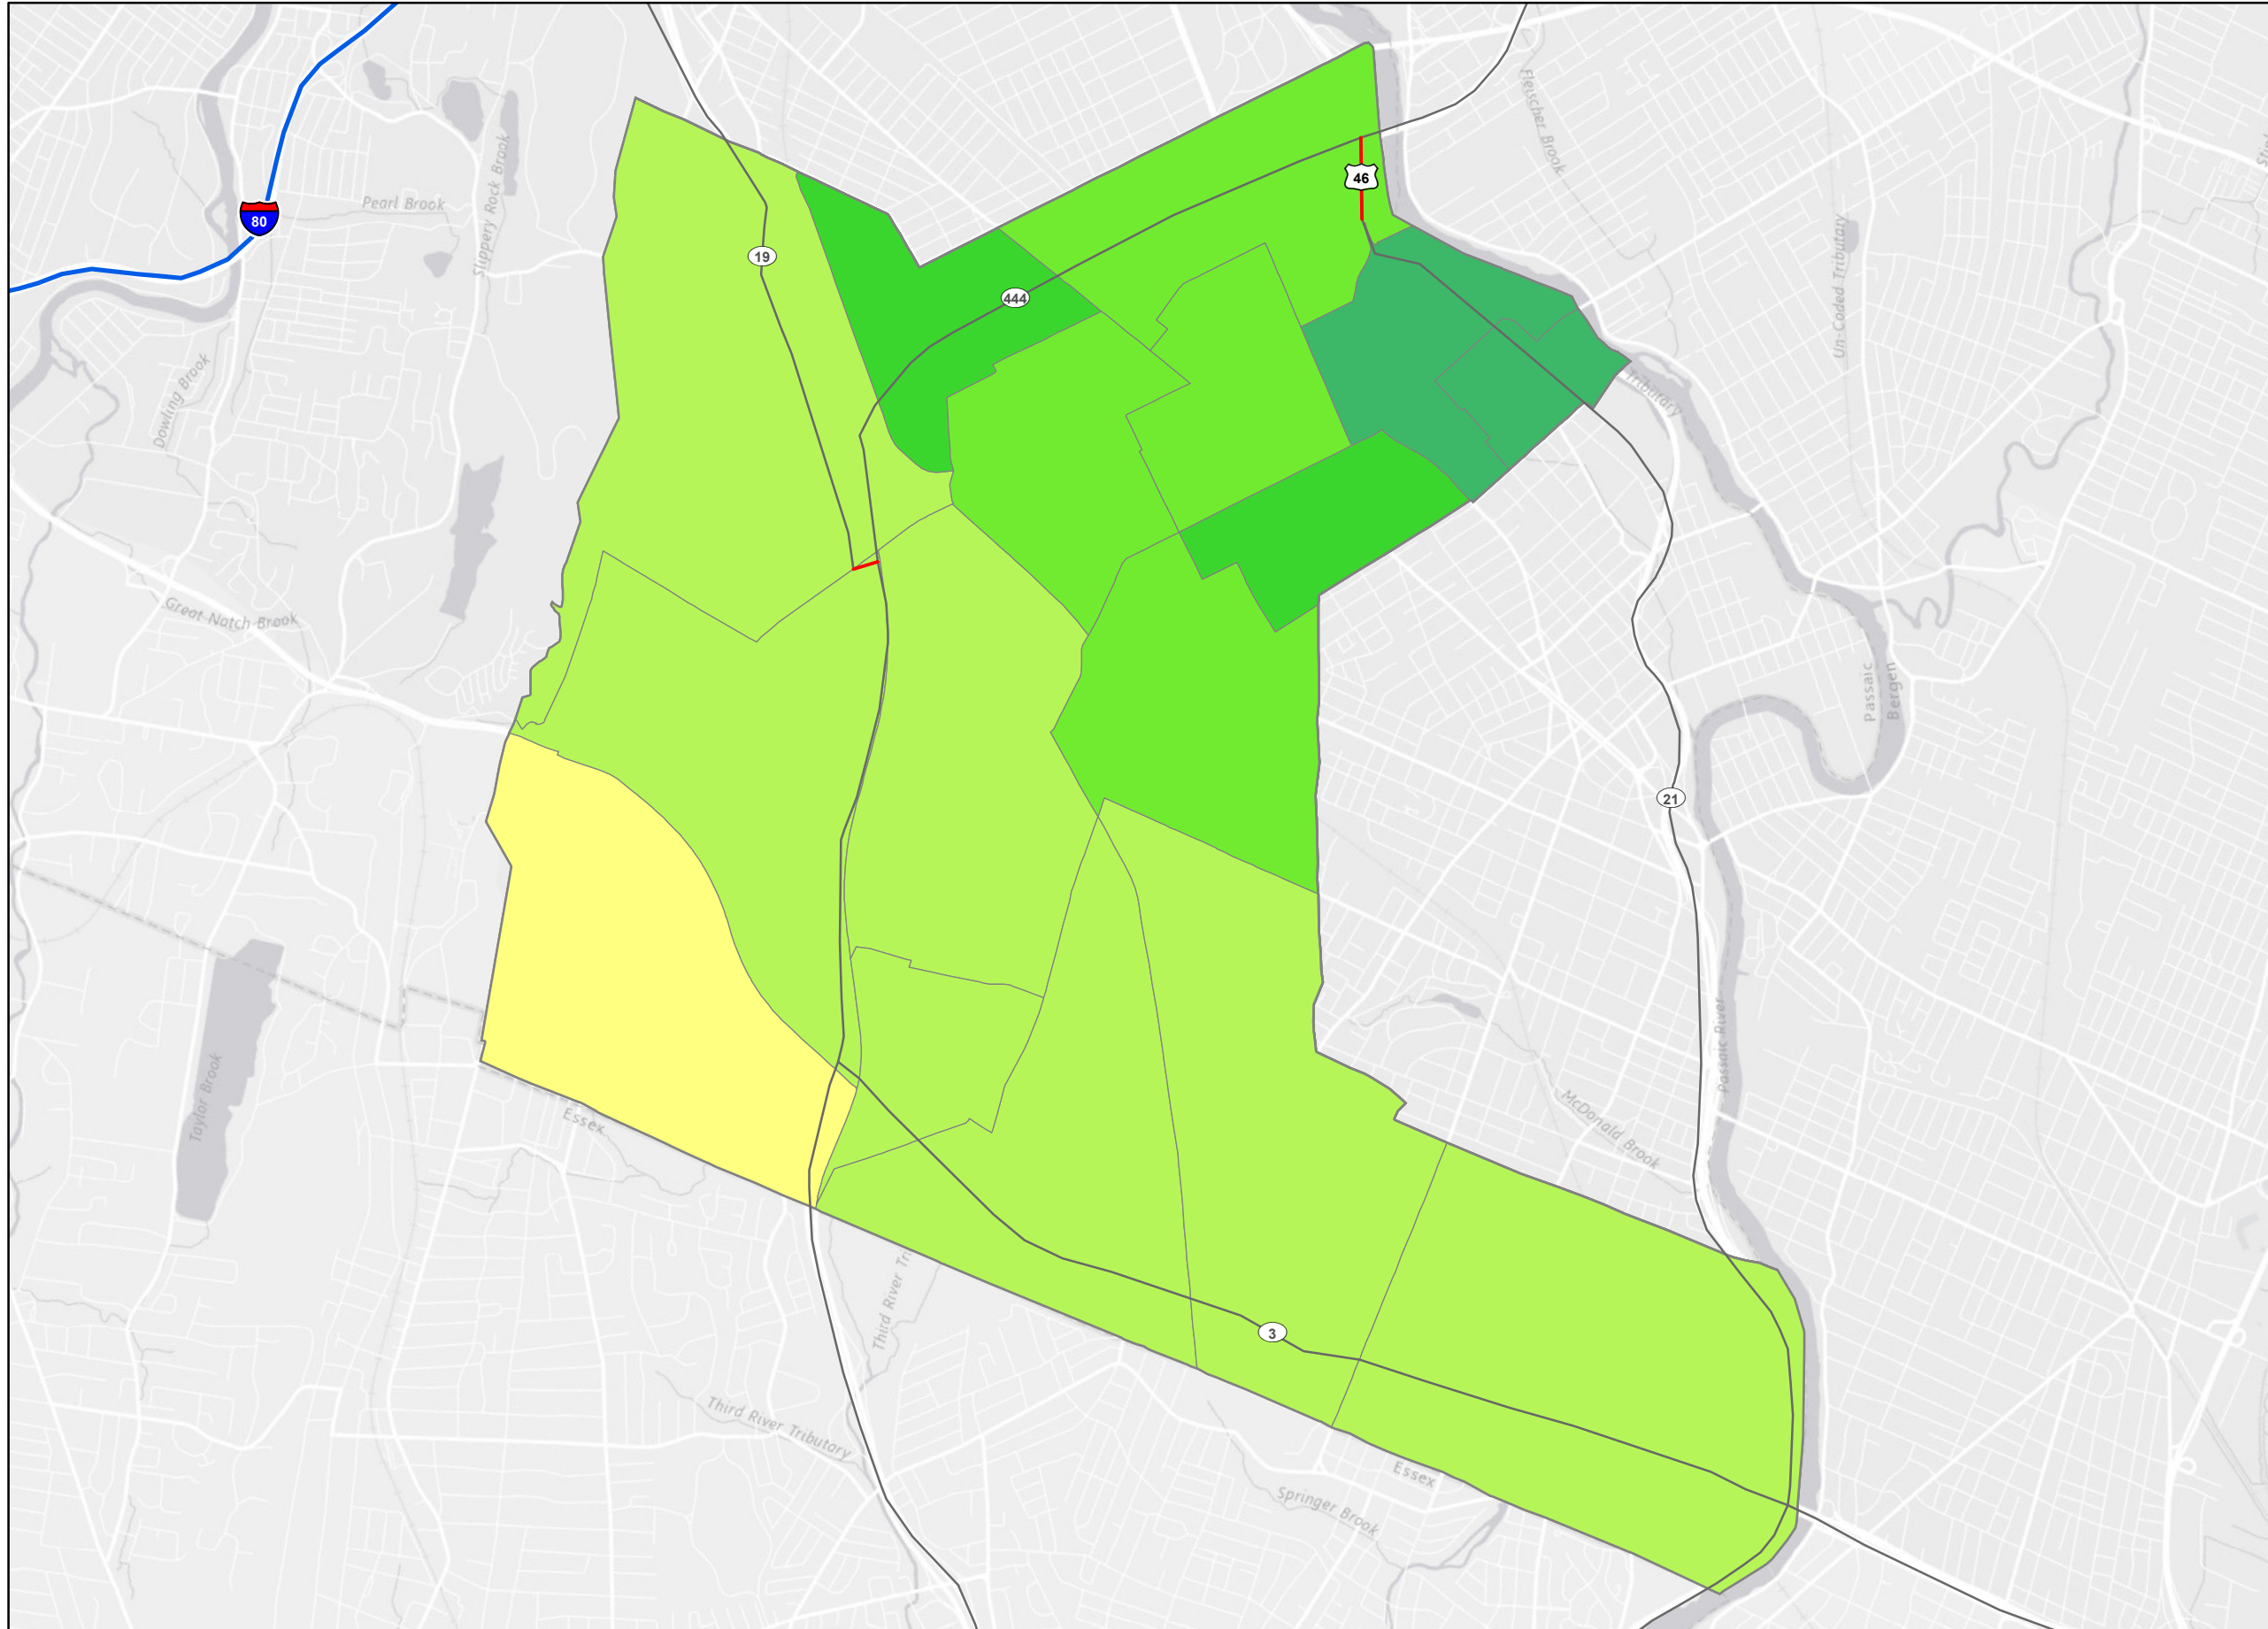 Fleischer Brook
46
Pearl Brook
Slippery Rock Brook
80
19
444
Un-Coded Tributary
Dowling Brook
Tributary
Great Notch Brook
Passaic
Bergen
21
Passaic River
Taylor Brook
Essex
McDonald Brook
Third River Tri
3
Third River Tributary
Essex
Springer Brook